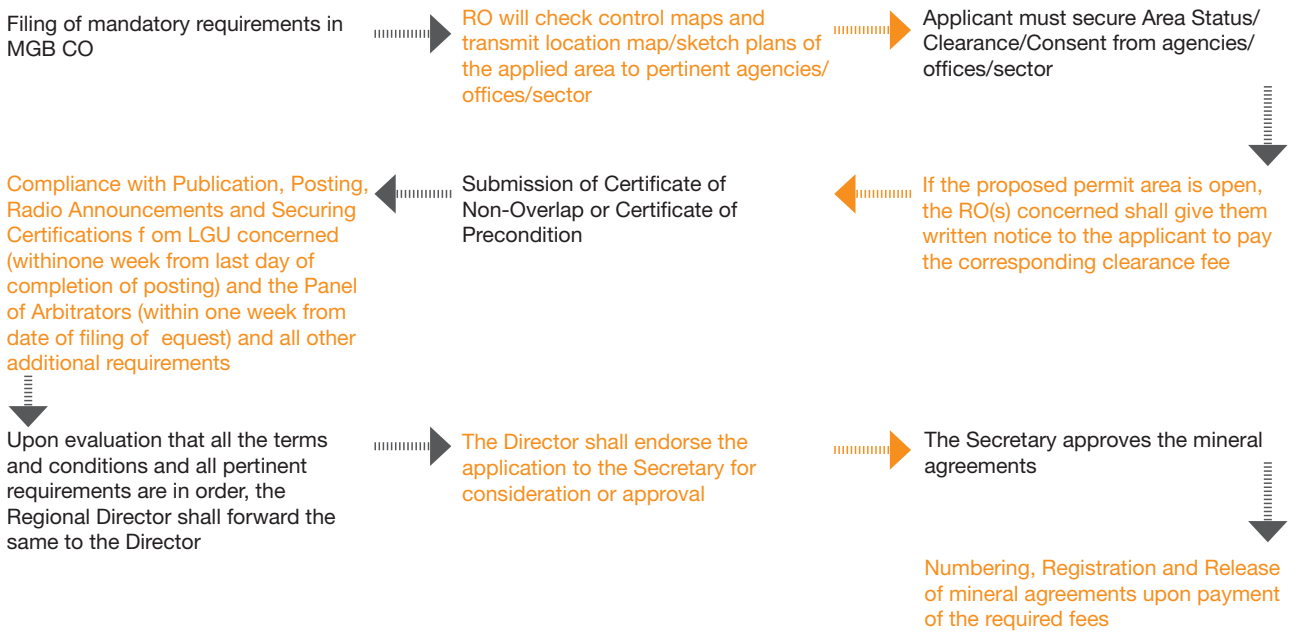 Filing of mandatory requirements in
MGB CO
RO will check control maps and
transmit location map/sketch plans of
the applied area to pertinent agencies/
offices/sector
Applicant must secure Area Status/
Clearance/Consent from agencies/
offices/sector
If the proposed permit area is open,
the RO(s) concerned shall give them
written notice to the applicant to pay
the corresponding clearance fee
Submission of Certificate of
Non-Overlap or Certificate of
Precondition
Compliance with Publication, Posting,
Radio Announcements and Securing
Certifications f om LGU concerned
(withinone week from last day of
completion of posting) and the Panel
of Arbitrators (within one week from
date of filing of  equest) and all other
additional requirements
Upon evaluation that all the terms
and conditions and all pertinent
requirements are in order, the
Regional Director shall forward the
same to the Director
The Director shall endorse the
application to the Secretary for
consideration or approval
The Secretary approves the mineral
agreements
Numbering, Registration and Release
of mineral agreements upon payment
of the required fees